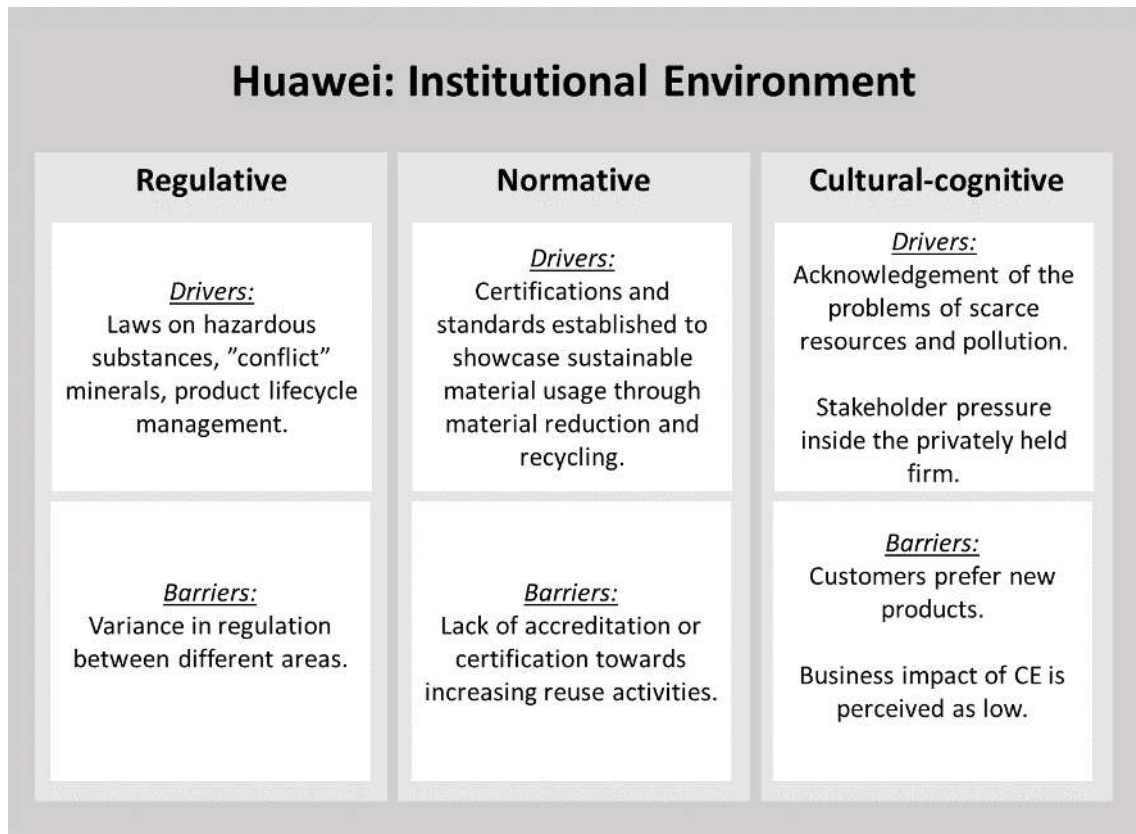 Huawei: Institutional Environment
Regulative
Drivers:
Laws on hazardous
substances, ”conflict”
minerals, product lifecycle
management.
Barriers:
Variance in regulation
between different areas.
Normative
Drivers:
Certifications and
standards established to
showcase sustainable
material usage through
material reduction and
recycling.
Barriers:
Lack of accreditation or
certification towards
increasing reuse activities.
Cultural-cognitive
Drivers:
Acknowledgement of the
problems of scarce
resources and pollution.
Stakeholder pressure
inside the privately held
firm.
Barriers:
Customers prefer new
products.
Business impact of CE is
perceived as low.